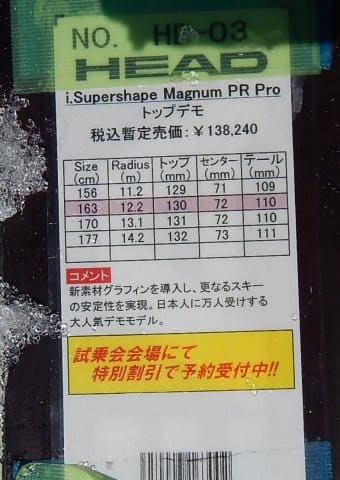 NO. HD-03
HEAD
i.Supershape Magnum PR Pro
トップデモ
税込暫定売価：￥138,240
Size (cm) Radius (m) トップ (mm) センター (mm) テール (mm)
156 11.2 129 71 109
163 12.2 130 72 110
170 13.1 131 72 110
177 14.2 132 73 111
コメント
新素材グラフィンを導入し、更なるスキー
の安定性を実現。日本人に万人受けする
大人気デモモデル。
試乗会会場にて
特別割引で予約受付中!!